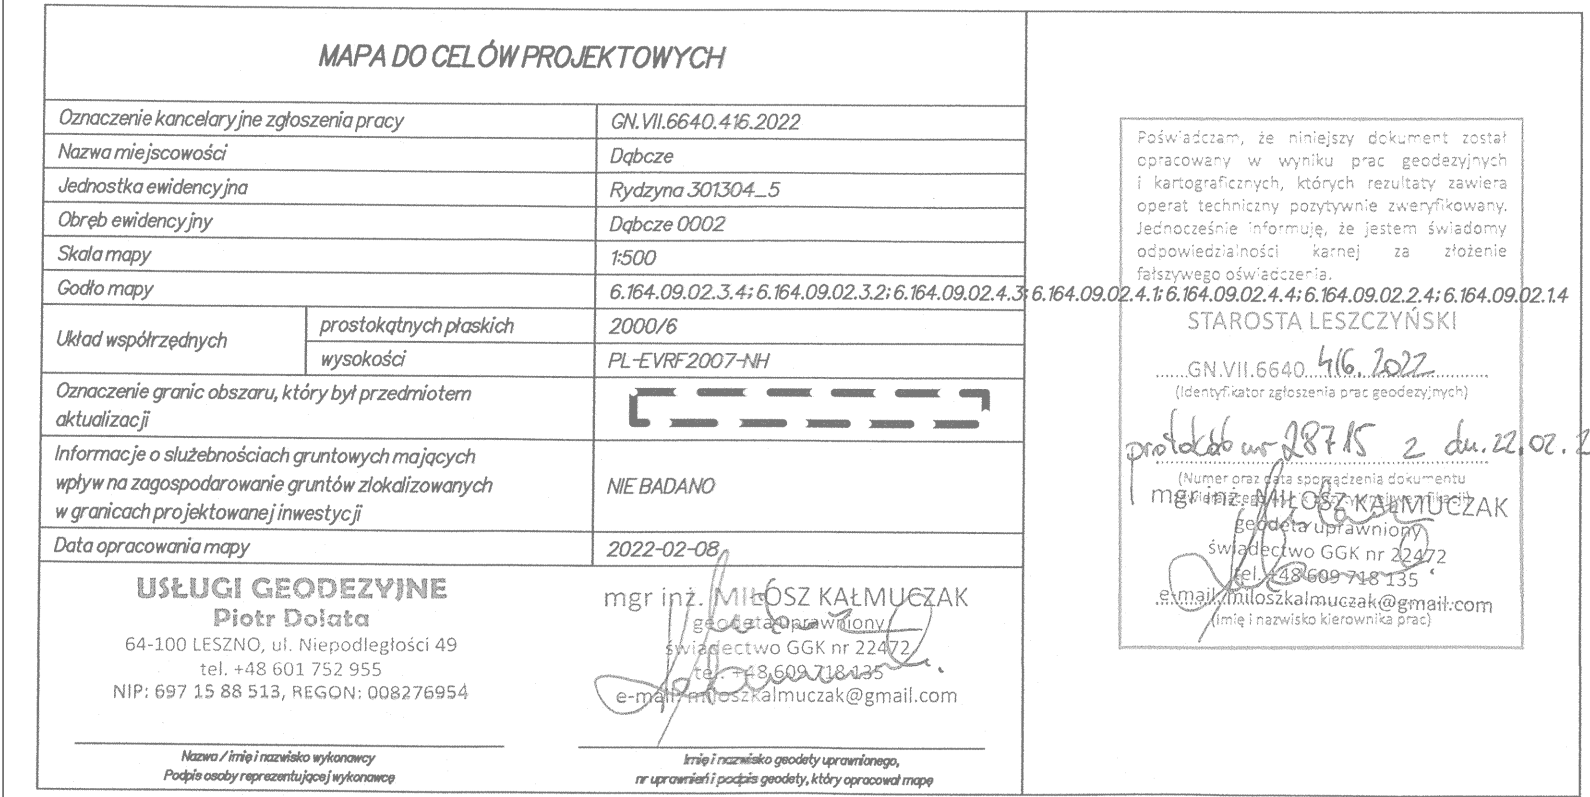 MAPA DO CELÓW PROJEKTOWYCH
Oznaczenie kancelaryjne zgłoszenia pracy GN.VII.6640.416.2022
Nazwa miejscowości Dąbcze
Jednostka ewidencyjna Rydzyna 301304_5
Obręb ewidencyjny Dąbcze 0002
Skala mapy 1:500
Godło mapy 6.164.09.02.3.4; 6.164.09.02.3.2; 6.164.09.02.4.3; 6.164.09.02.4.1; 6.164.09.02.4.4; 6.164.09.02.2.4; 6.164.09.02.1.4
Układ współrzędnych prostokątnych płaskich 2000/6
wysokości PL-EVRF2007-NH
Oznaczenie granic obszaru, który był przedmiotem
aktualizacji
Informacje o służebnościach gruntowych mających
wpływ na zagospodarowanie gruntów zlokalizowanych
w granicach projektowanej inwestycji
NIE BADANO
Data opracowania mapy 2022-02-08
USŁUGI GEODEZYJNE
Piotr Dolata
64-100 LESZNO, ul. Niepodległości 49
tel. +48 601 752 955
NIP: 697 15 88 513, REGON: 008276954
Nazwa / imię i nazwisko wykonawcy
Podpis osoby reprezentującej wykonawcę
mgr inż. MIŁOSZ KAŁMUCZAK
geodeta uprawniony
świadectwo GGK nr 22472
tel. +48 609 718 135
e-mail: miloszkalmuczak@gmail.com
Imię i nazwisko geodety uprawnionego,
nr uprawnień i podpis geodety, który opracował mapę
Poświadczam, że niniejszy dokument został
opracowany w wyniku prac geodezyjnych
i kartograficznych, których rezultaty zawiera
operat techniczny pozytywnie zweryfikowany.
Jednocześnie informuję, że jestem świadomy
odpowiedzialności karnej za złożenie
fałszywego oświadczenia.
STAROSTA LESZCZYŃSKI
GN.VII.6640 416.2022
(Identyfikator zgłoszenia prac geodezyjnych)
protokół nr 28715 z dn. 22.02.2
(Numer oraz data sporządzenia dokumentu
mgr inż. MIŁOSZ KAŁMUCZAK
geodeta uprawniony
świadectwo GGK nr 22472
tel. +48 609 718 135
e-mail: miloszkalmuczak@gmail.com
(imię i nazwisko kierownika prac)